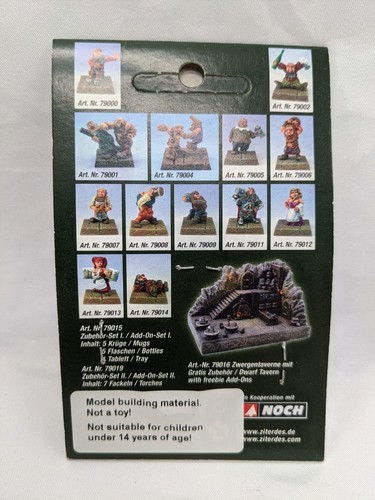 Art. Nr. 79000
Art. Nr. 79002
Art. Nr. 79001
Art. Nr. 79004
Art. Nr. 79005
Art. Nr. 79006
Art. Nr. 79007
Art. Nr. 79008
Art. Nr. 79009
Art. Nr. 79011
Art. Nr. 79012
Art. Nr. 79013
Art. Nr. 79014
Art. Nr. 79015
Zubehör-Set I. / Add-On-Set I.
Inhalt: 5 Krüge / Mugs
5 Flaschen / Bottles
Tablett / Tray
Art. Nr. 79019
Zubehör-Set II. / Add-On-Set II.
Inhalt: 7 Fackeln / Torches
Art.-Nr. 79016 Zwergentaverne mit
Gratis Zubehör / Dwarf Tavern
with freebie Add-Ons
in Kooperation mit
NOCH
www.ziterdes.de
www.ziterdes.com
Model building material.
Not a toy!
Not suitable for children
under 14 years of age!